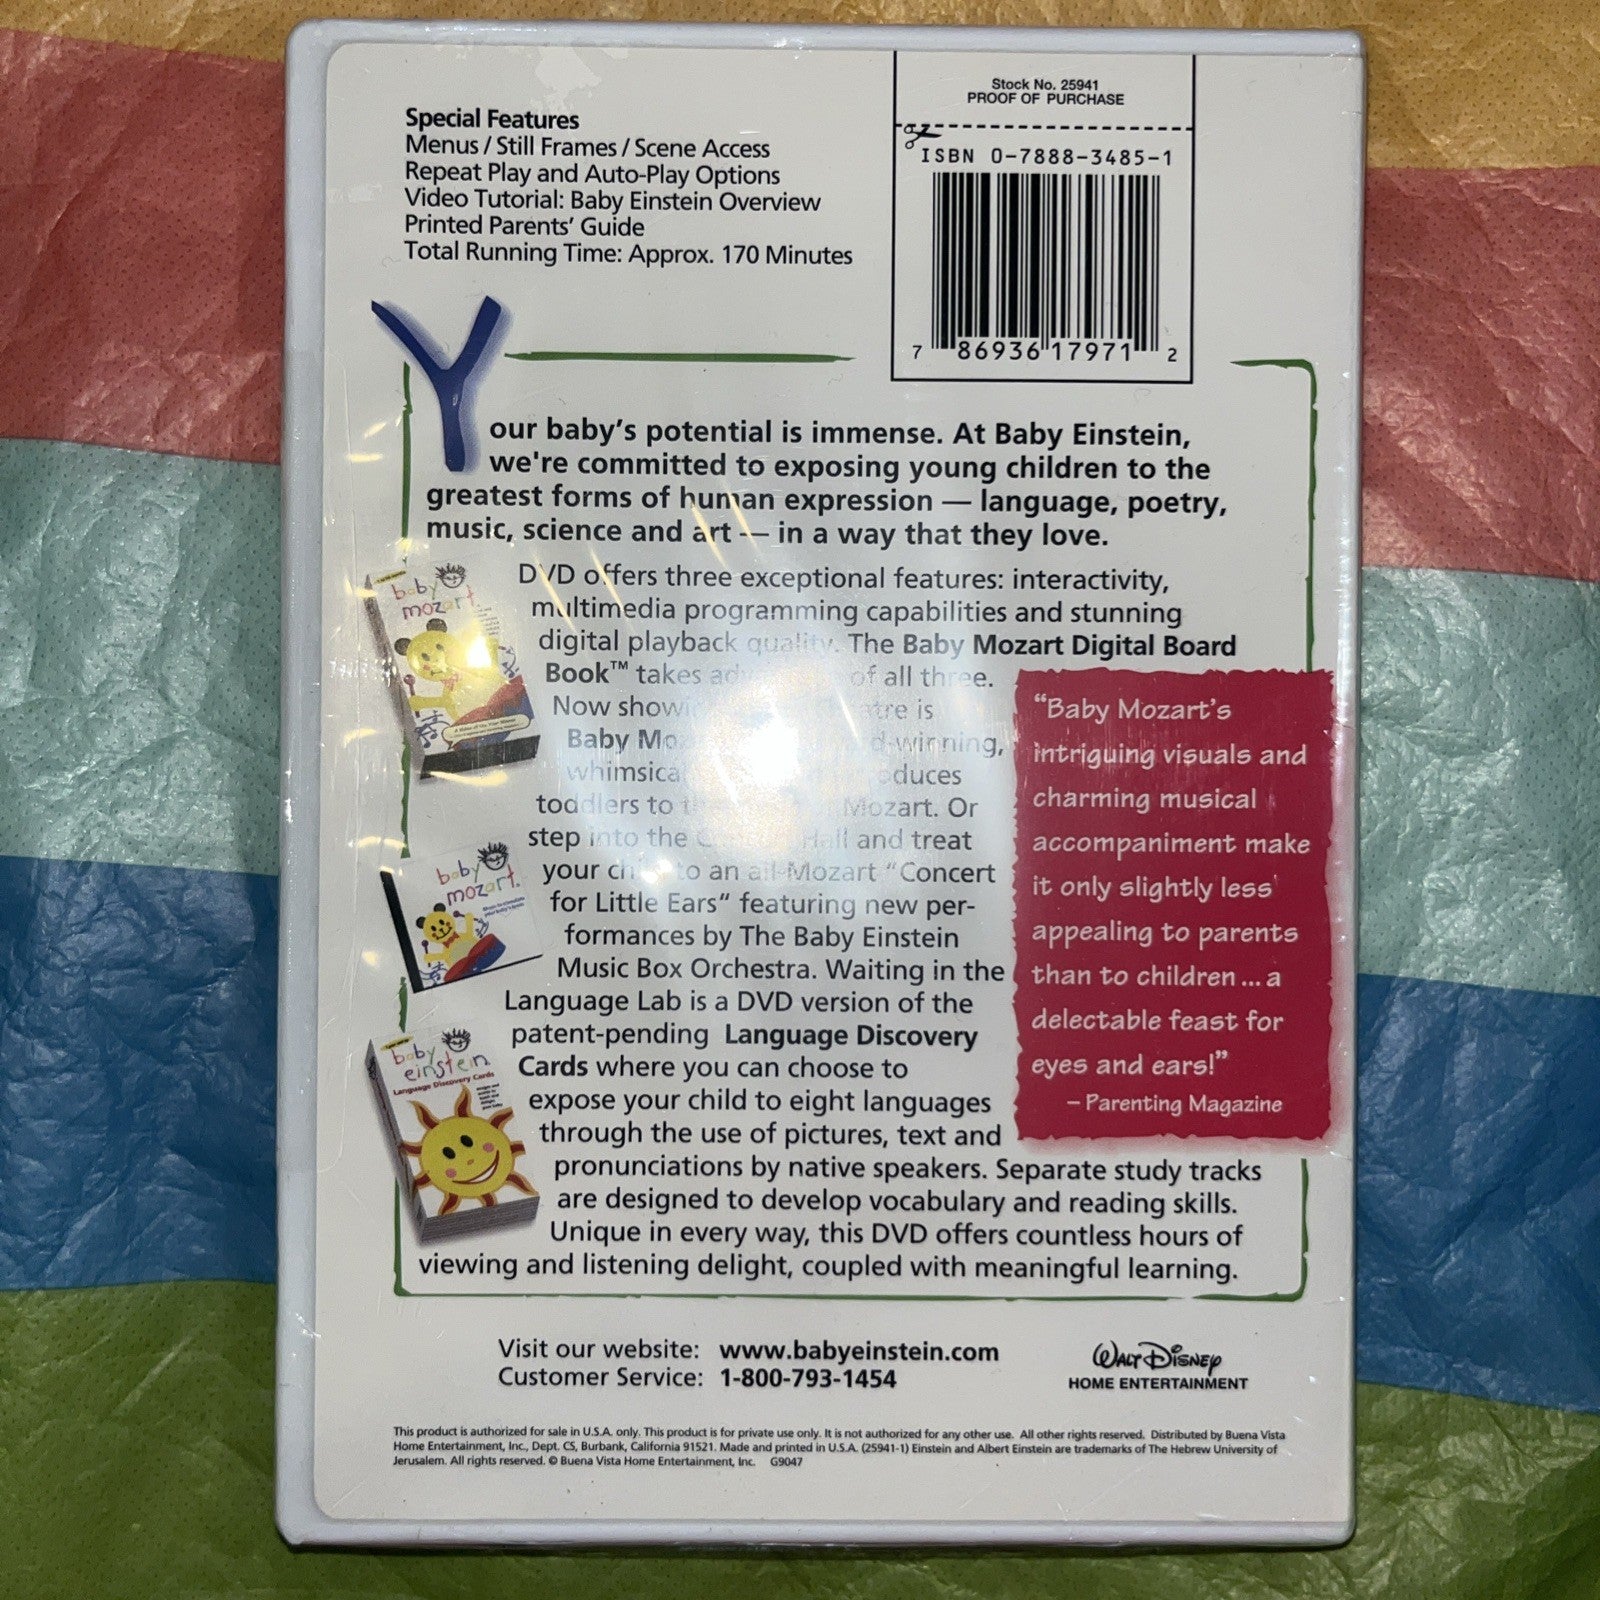 Stock No. 25941
PROOF OF PURCHASE
ISBN 0-7888-3485-1
7 86936 17971 2
Special Features
Menus / Still Frames / Scene Access
Repeat Play and Auto-Play Options
Video Tutorial: Baby Einstein Overview
Printed Parents' Guide
Total Running Time: Approx. 170 Minutes
Your baby's potential is immense. At Baby Einstein,
we're committed to exposing young children to the
greatest forms of human expression — language, poetry,
music, science and art — in a way that they love.
DVD offers three exceptional features: interactivity,
multimedia programming capabilities and stunning
digital playback quality. The Baby Mozart Digital Board
Book™ takes of all three.
Now is
Baby
whimsical
toddlers to Mozart. Or
step into the Hall and treat
your child to an all-Mozart "Concert
for Little Ears" featuring new per-
formances by The Baby Einstein
Music Box Orchestra. Waiting in the
Language Lab is a DVD version of the
patent-pending Language Discovery
Cards where you can choose to
expose your child to eight languages
through the use of pictures, text and
pronunciations by native speakers. Separate study tracks
are designed to develop vocabulary and reading skills.
Unique in every way, this DVD offers countless hours of
viewing and listening delight, coupled with meaningful learning.
baby
mozart
baby
mozart
baby
einstein
Language Discovery Cards
"Baby Mozart's
intriguing visuals and
charming musical
accompaniment make
it only slightly less
appealing to parents
than to children ... a
delectable feast for
eyes and ears!"
– Parenting Magazine
Visit our website: www.babyeinstein.com
Customer Service: 1-800-793-1454
WALT DISNEY
HOME ENTERTAINMENT
This product is authorized for sale in U.S.A. only. This product is for private use only. It is not authorized for any other use. All other rights reserved. Distributed by Buena Vista
Home Entertainment, Inc., Dept. CS, Burbank, California 91521. Made and printed in U.S.A. (25941-1) Einstein and Albert Einstein are trademarks of The Hebrew University of
Jerusalem. All rights reserved. © Buena Vista Home Entertainment, Inc. G9047